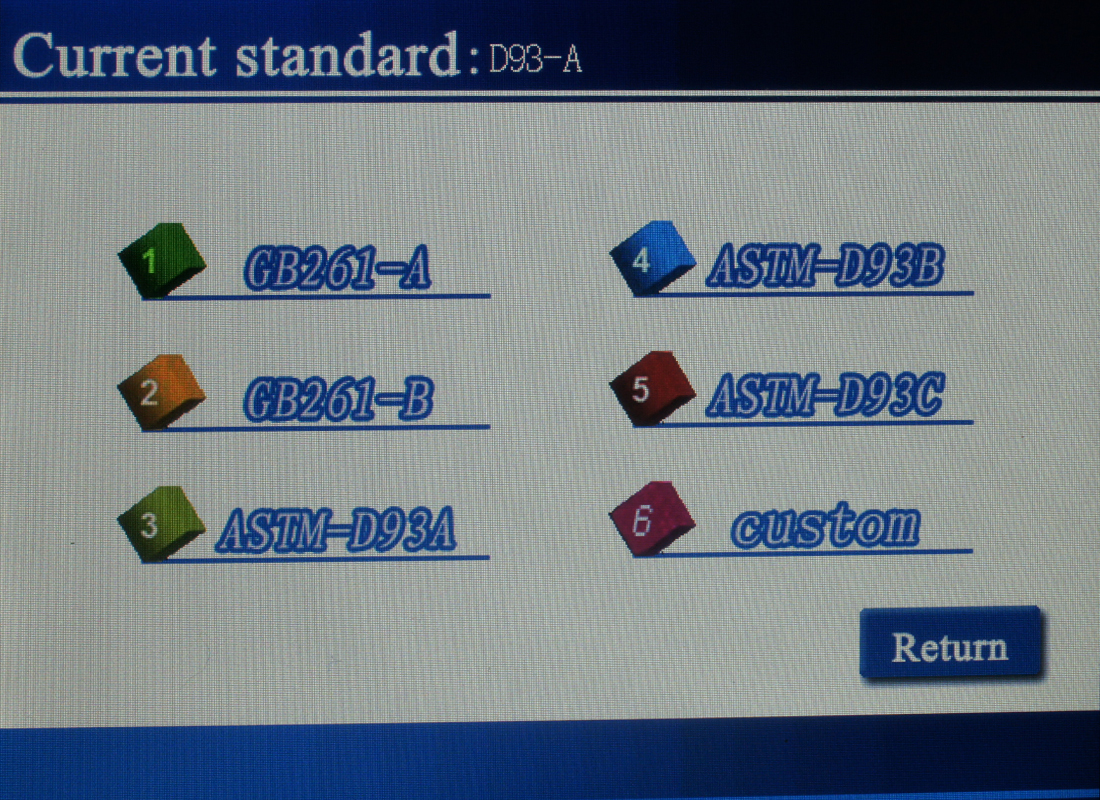 Current standard: D93-A
1 GB261-A
2 GB261-B
3 ASTM-D93A
4 ASTM-D93B
5 ASTM-D93C
6 custom
Return